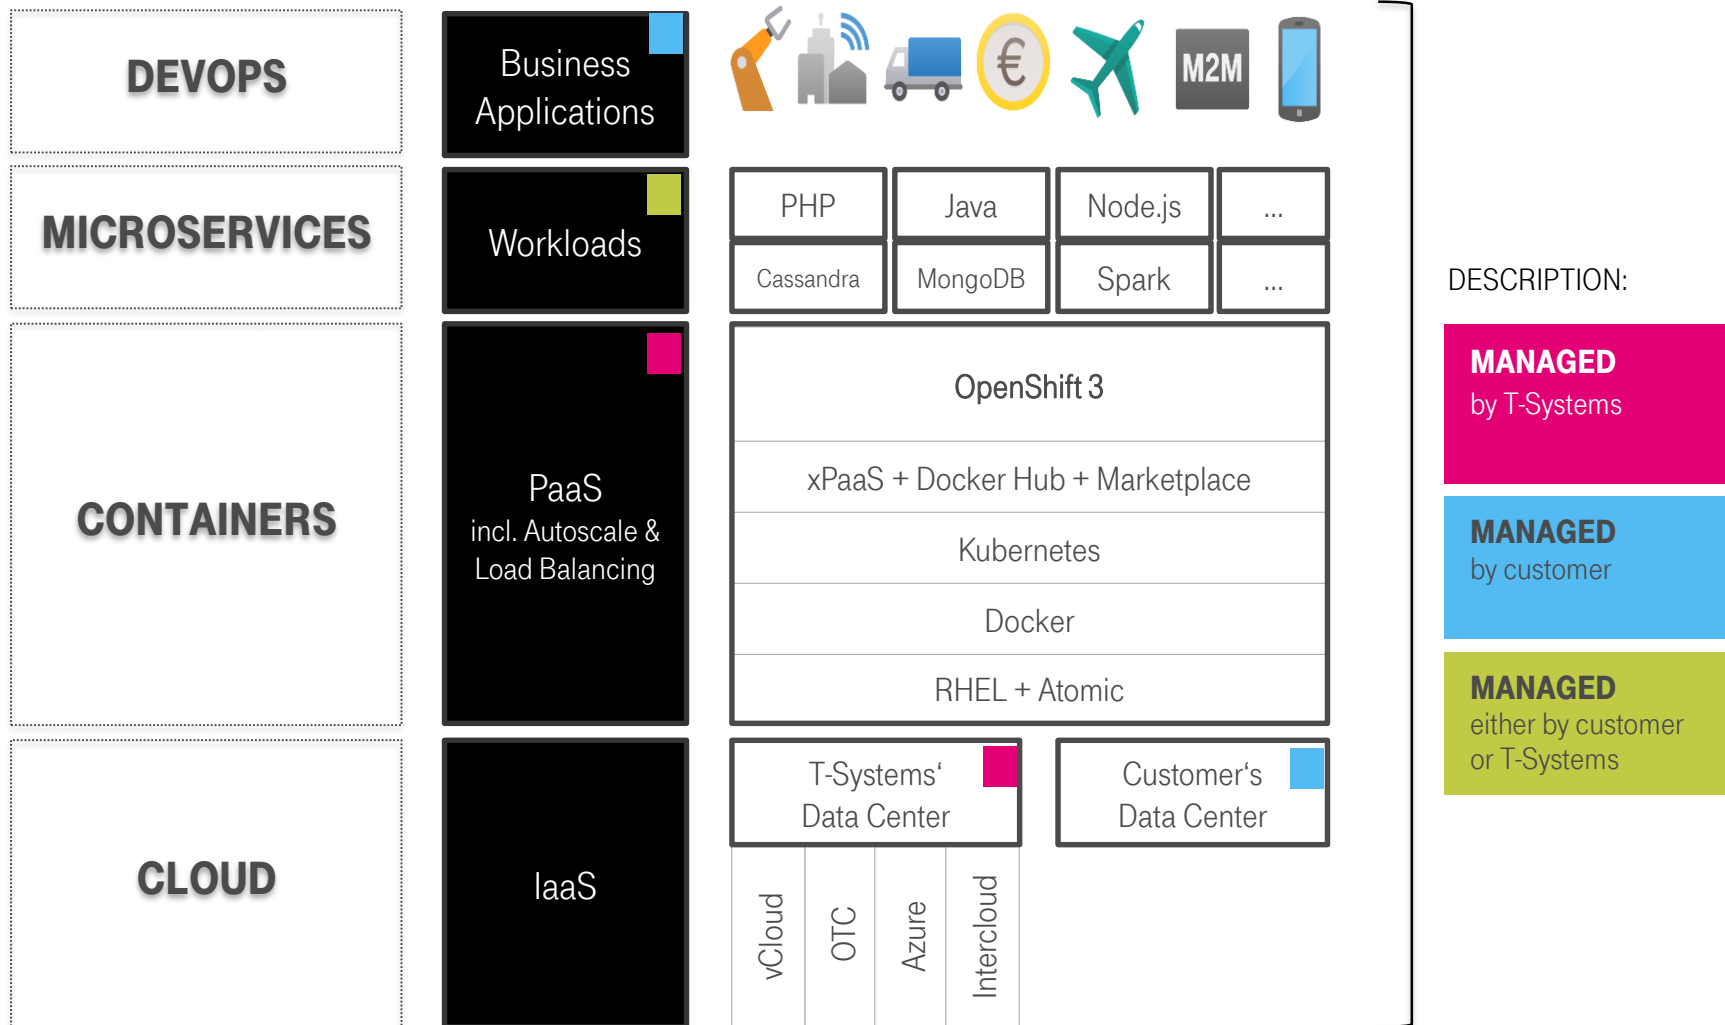 DEVOPS
Business
Applications
€
M2M
MICROSERVICES
Workloads
PHP
Java
Node.js
...
Cassandra
MongoDB
Spark
...
CONTAINERS
PaaS
incl. Autoscale &
Load Balancing
OpenShift 3
xPaaS + Docker Hub + Marketplace
Kubernetes
Docker
RHEL + Atomic
CLOUD
IaaS
T-Systems‘
Data Center
Customer‘s
Data Center
vCloud
OTC
Azure
Intercloud
DESCRIPTION:
MANAGED
by T-Systems
MANAGED
by customer
MANAGED
either by customer
or T-Systems